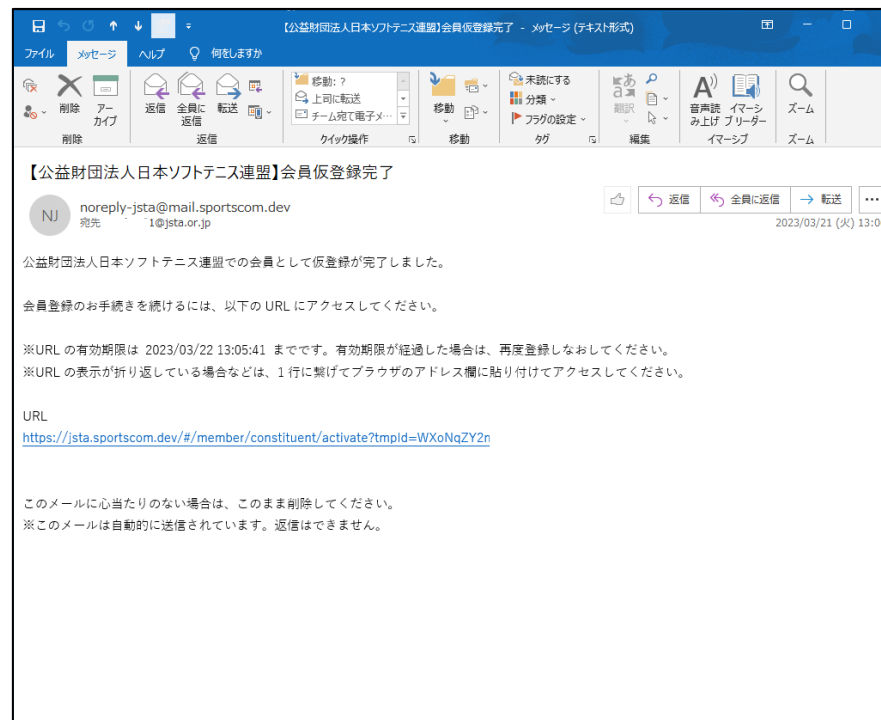 【公益財団法人日本ソフトテニス連盟】会員仮登録完了 - メッセージ (テキスト形式)
ファイル メッセージ ヘルプ 何をしますか
削除 アーカイブ 返信 全員に返信 転送
移動: ?
上司に転送
チーム宛て電子メ…
移動
未読にする
分類
フラグの設定
翻訳
音声読み上げ イマーシブ リーダー
ズーム
削除 返信 クイック操作 移動 タグ 編集 イマーシブ ズーム
【公益財団法人日本ソフトテニス連盟】会員仮登録完了
NJ
noreply-jsta@mail.sportscom.dev
宛先 1@jsta.or.jp
返信 全員に返信 転送 …
2023/03/21 (火) 13:0
公益財団法人日本ソフトテニス連盟での会員として仮登録が完了しました。
会員登録のお手続きを続けるには、以下の URL にアクセスしてください。
※URL の有効期限は 2023/03/22 13:05:41 までです。有効期限が経過した場合は、再度登録しなおしてください。
※URL の表示が折り返している場合などは、1 行に繋げてブラウザのアドレス欄に貼り付けてアクセスしてください。
URL
https://jsta.sportscom.dev/#/member/constituent/activate?tmpId=WXoNqZY2n
このメールに心当たりのない場合は、このまま削除してください。
※このメールは自動的に送信されています。返信はできません。